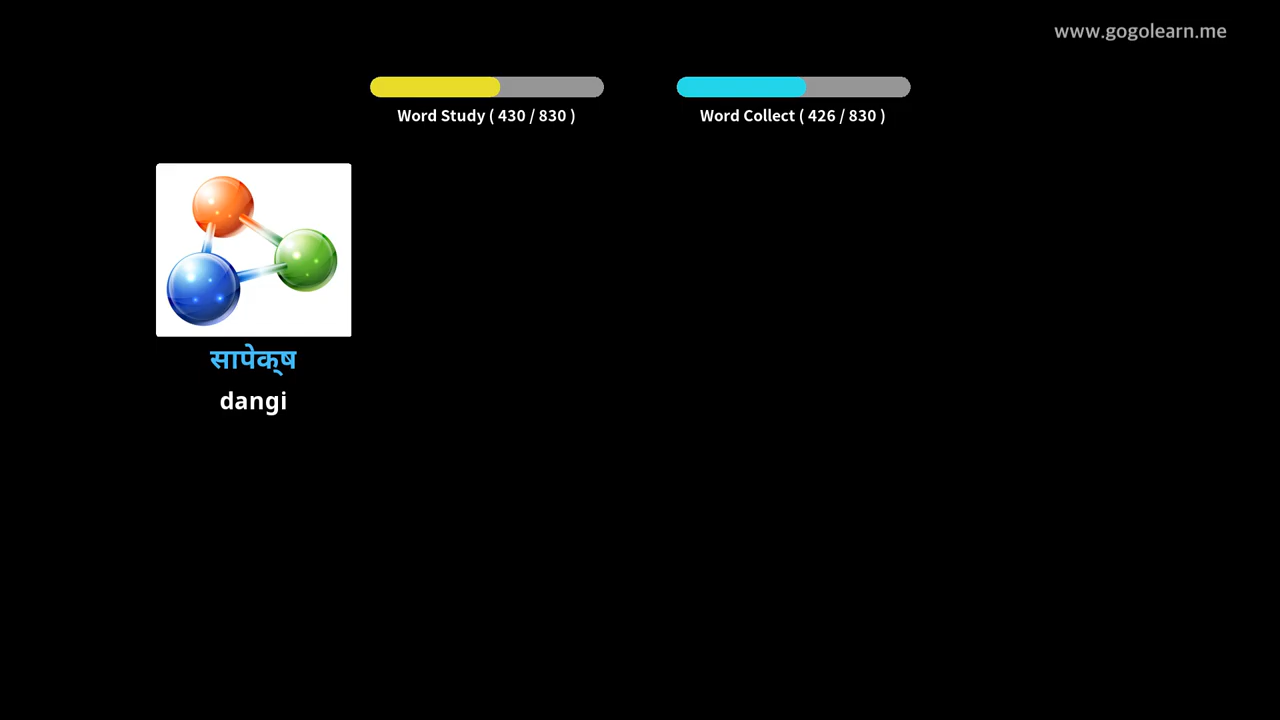 www.gogolearn.me
Word Study ( 430 / 830 )
Word Collect ( 426 / 830 )
सापेक्‌ष
dangi